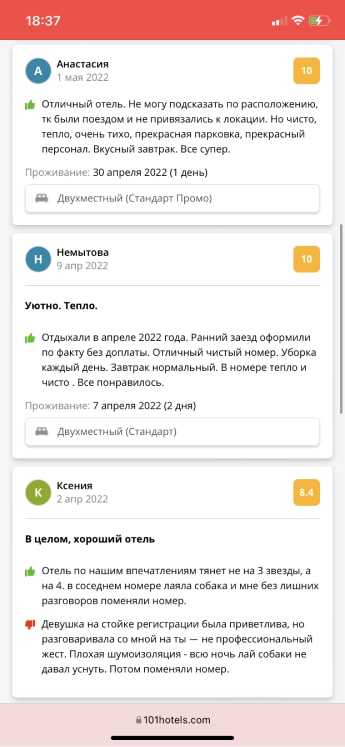 18:37
А
Анастасия
1 мая 2022
10
Отличный отель. Не могу подсказать по расположению,
тк были поездом и не привязались к локации. Но чисто,
тепло, очень тихо, прекрасная парковка, прекрасный
персонал. Вкусный завтрак. Все супер.
Проживание: 30 апреля 2022 (1 день)
Двухместный (Стандарт Промо)
Н
Немытова
9 апр 2022
10
Уютно. Тепло.
Отдыхали в апреле 2022 года. Ранний заезд оформили
по факту без доплаты. Отличный чистый номер. Уборка
каждый день. Завтрак нормальный. В номере тепло и
чисто . Все понравилось.
Проживание: 7 апреля 2022 (2 дня)
Двухместный (Стандарт)
К
Ксения
2 апр 2022
8.4
В целом, хороший отель
Отель по нашим впечатлениям тянет не на 3 звезды, а
на 4. в соседнем номере лаяла собака и мне без лишних
разговоров поменяли номер.
Девушка на стойке регистрации была приветлива, но
разговаривала со мной на ты — не профессиональный
жест. Плохая шумоизоляция - всю ночь лай собаки не
давал уснуть. Потом поменяли номер.
101hotels.com